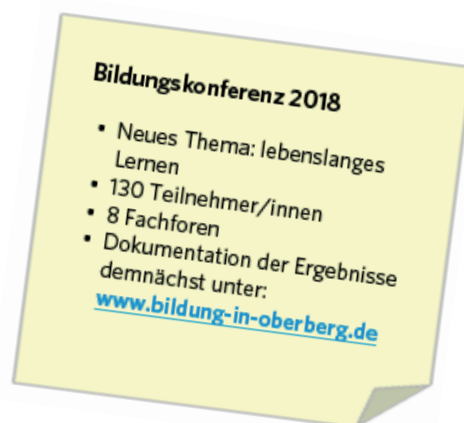 Bildungskonferenz 2018
• Neues Thema: lebenslanges
Lernen
• 130 Teilnehmer/innen
• 8 Fachforen
• Dokumentation der Ergebnisse
demnächst unter:
www.bildung-in-oberberg.de